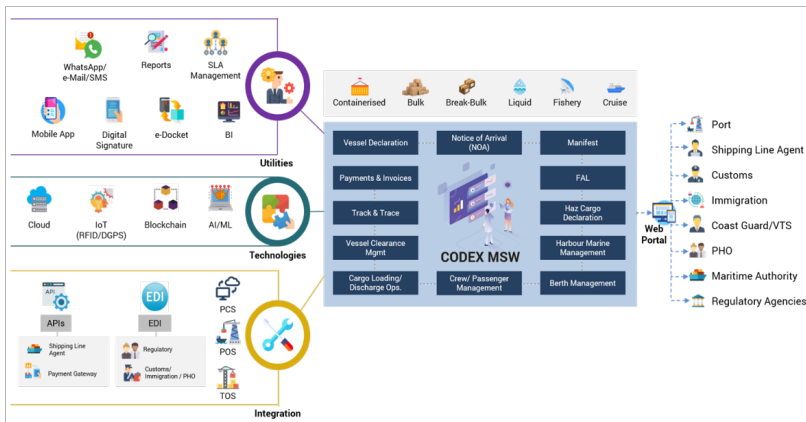 WhatsApp/
e-Mail/SMS
Reports
SLA
Management
Mobile App
Digital
Signature
e-Docket
BI
Utilities
Cloud
IoT
(RFID/DGPS)
Blockchain
AI/ML
Technologies
API
APIs
Shipping Line
Agent
Payment Gateway
EDI
EDI
Regulatory
Customs/
Immigration / PHO
PCS
POS
TOS
Integration
Containerised
Bulk
Break-Bulk
Liquid
Fishery
Cruise
Vessel Declaration
Notice of Arrival
(NOA)
Manifest
Payments & Invoices
FAL
Track & Trace
Haz Cargo
Declaration
Vessel Clearance
Mgmt
CODEX MSW
Harbour Marine
Management
Cargo Loading/
Discharge Ops.
Crew/ Passenger
Management
Berth Management
Web
Portal
Port
Shipping Line Agent
Customs
Immigration
Coast Guard/VTS
PHO
Maritime Authority
Regulatory Agencies